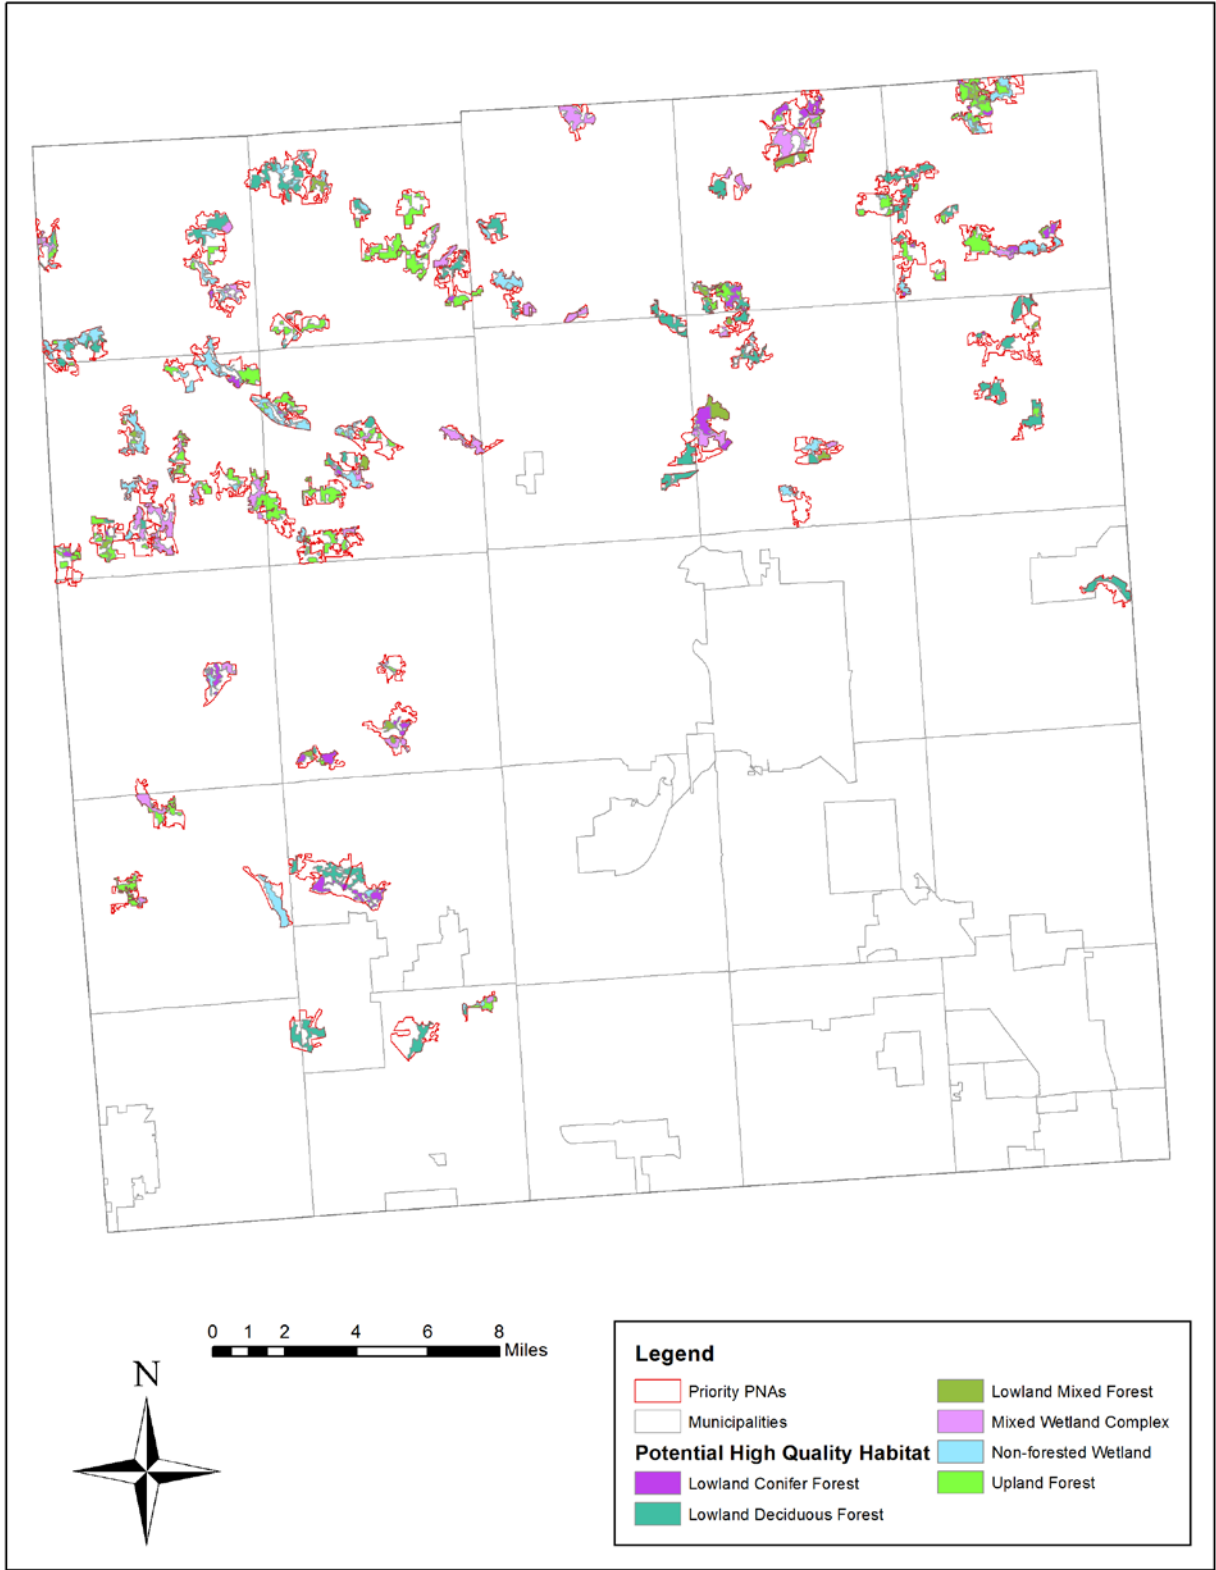 0 1 2 4 6 8
Miles
N
Legend
Priority PNAs
Municipalities
Potential High Quality Habitat
Lowland Conifer Forest
Lowland Deciduous Forest
Lowland Mixed Forest
Mixed Wetland Complex
Non-forested Wetland
Upland Forest